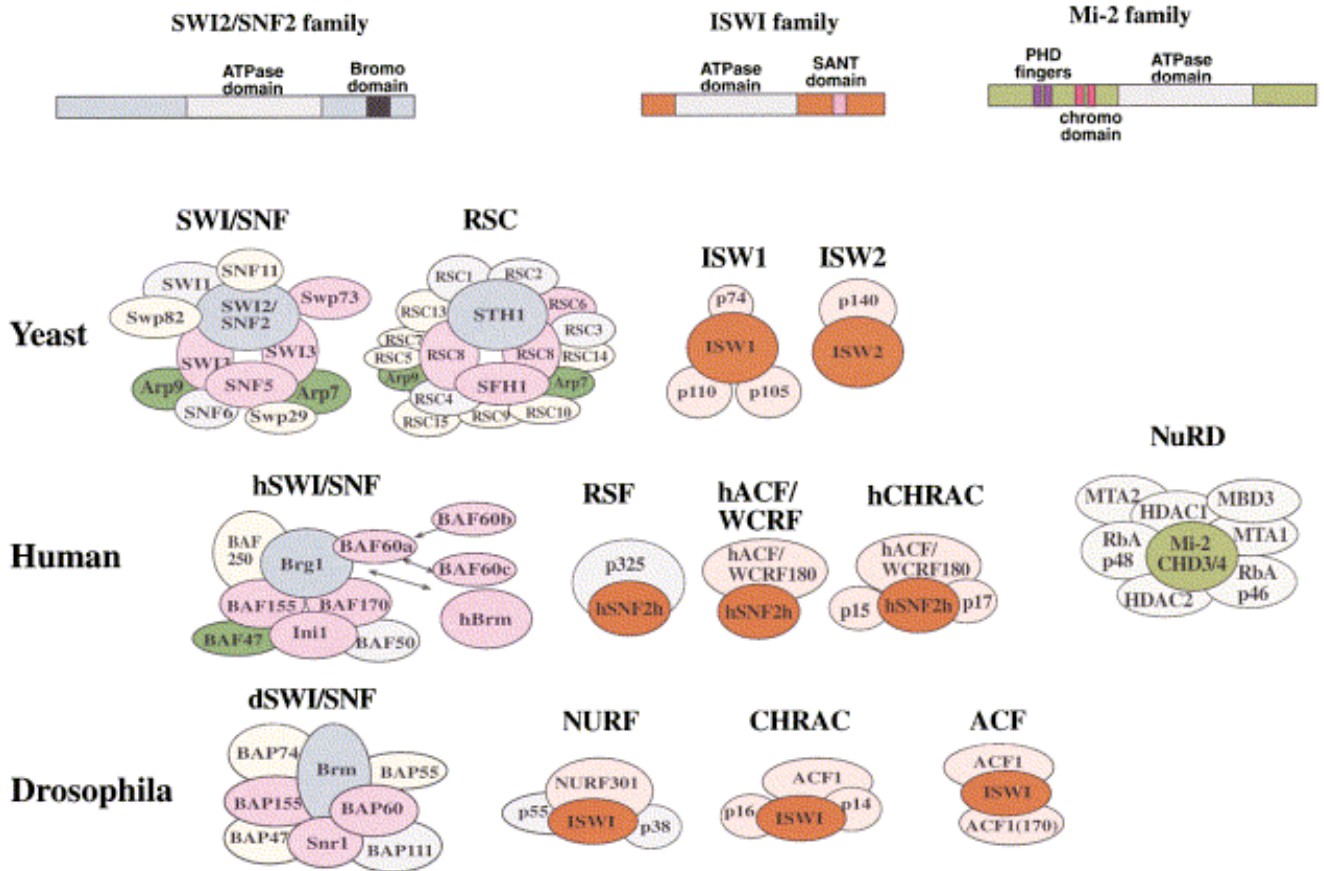 SWI2/SNF2 family
ISWI family
Mi-2 family
ATPase
domain
Bromo
domain
ATPase
domain
SANT
domain
PHD
fingers
ATPase
domain
chromo
domain
Yeast
SWI/SNF
SNF11
SWI1
Swp73
Swp82
SWI2/
SNF2
SWI3
SWI3
Arp9
SNF5
Arp7
SNF6
Swp29
RSC
RSC1
RSC2
RSC13
STH1
RSC6
RSC3
RSC7
RSC5
RSC8
RSC8
RSC14
Arp9
SFH1
Arp7
RSC4
RSC15
RSC9
RSC10
ISW1
p74
ISW1
p110
p105
ISW2
p140
ISW2
Human
hSWI/SNF
BAF
250
Brg1
BAF60a
BAF60b
BAF60c
BAF155
BAF170
hBrm
BAF47
Ini1
BAF50
RSF
p325
hSNF2h
hACF/
WCRF
hACF/
WCRF180
hSNF2h
hCHRAC
hACF/
WCRF180
p15
hSNF2h
p17
NuRD
MTA2
HDAC1
MBD3
RbA
p48
Mi-2
CHD3/4
MTA1
RbA
p46
HDAC2
Drosophila
dSWI/SNF
BAP74
Brm
BAP55
BAP155
BAP60
BAP47
Snr1
BAP111
NURF
NURF301
p55
ISWI
p38
CHRAC
ACF1
p16
ISWI
p14
ACF
ACF1
ISWI
ACF1(170)